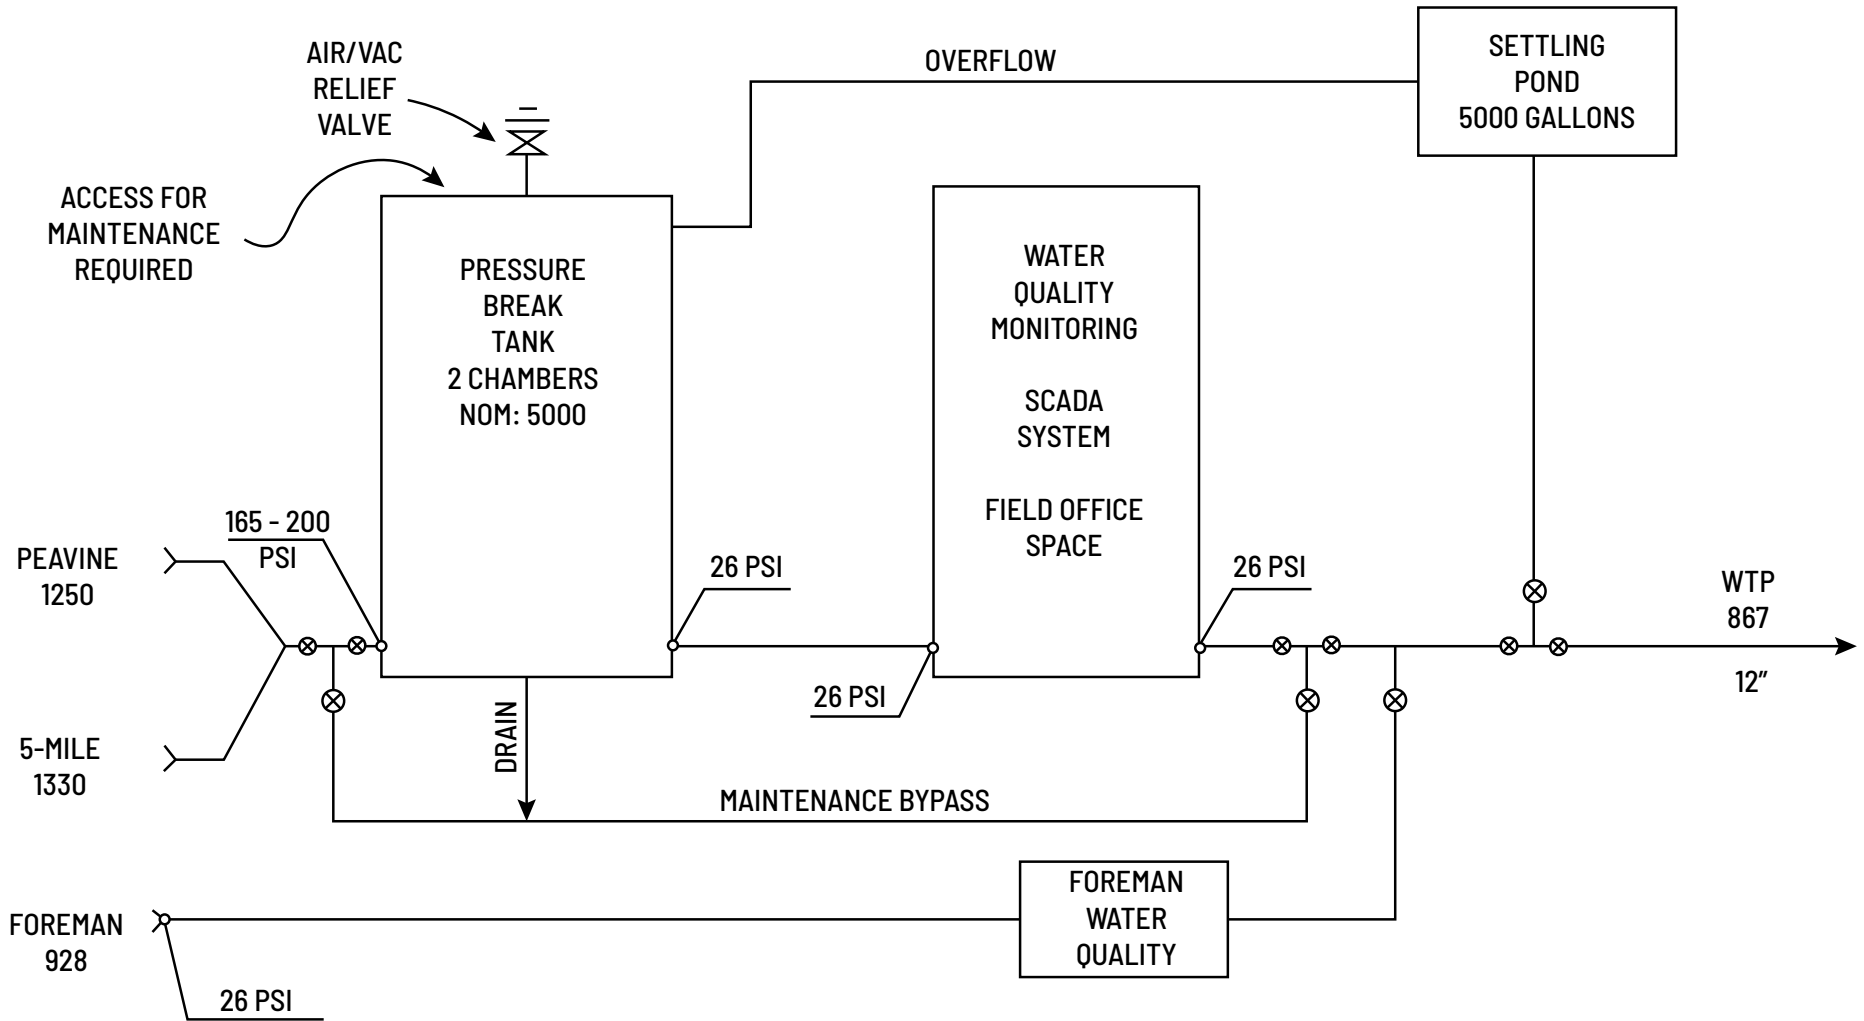 AIR/VAC
RELIEF
VALVE
OVERFLOW
SETTLING
POND
5000 GALLONS
ACCESS FOR
MAINTENANCE
REQUIRED
PRESSURE
BREAK
TANK
2 CHAMBERS
NOM: 5000
WATER
QUALITY
MONITORING
SCADA
SYSTEM
FIELD OFFICE
SPACE
165 - 200
PSI
PEAVINE
1250
26 PSI
26 PSI
WTP
867
12”
26 PSI
5-MILE
1330
DRAIN
MAINTENANCE BYPASS
FOREMAN
WATER
QUALITY
FOREMAN
928
26 PSI